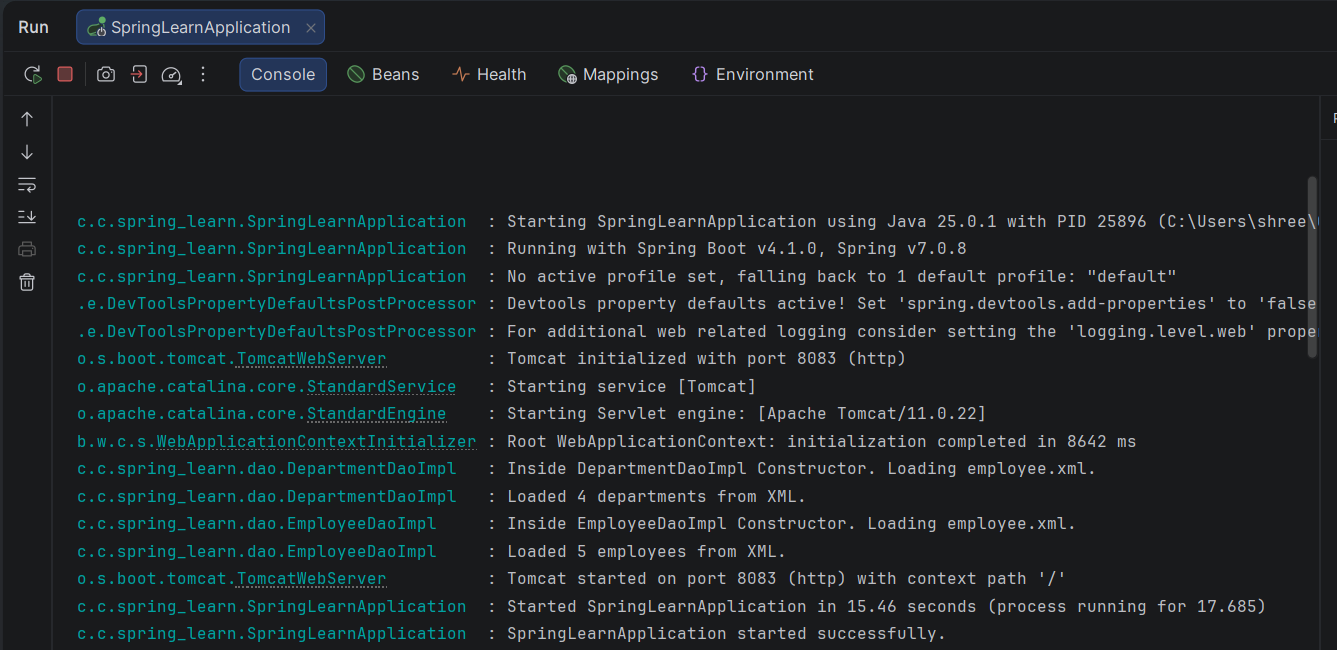 Run SpringLearnApplication
Console Beans Health Mappings Environment
c.c.spring_learn.SpringLearnApplication : Starting SpringLearnApplication using Java 25.0.1 with PID 25896 (C:\Users\shree\
c.c.spring_learn.SpringLearnApplication : Running with Spring Boot v4.1.0, Spring v7.0.8
c.c.spring_learn.SpringLearnApplication : No active profile set, falling back to 1 default profile: "default"
.e.DevToolsPropertyDefaultsPostProcessor : Devtools property defaults active! Set 'spring.devtools.add-properties' to 'false
.e.DevToolsPropertyDefaultsPostProcessor : For additional web related logging consider setting the 'logging.level.web' prope
o.s.boot.tomcat.TomcatWebServer : Tomcat initialized with port 8083 (http)
o.apache.catalina.core.StandardService : Starting service [Tomcat]
o.apache.catalina.core.StandardEngine : Starting Servlet engine: [Apache Tomcat/11.0.22]
b.w.c.s.WebApplicationContextInitializer : Root WebApplicationContext: initialization completed in 8642 ms
c.c.spring_learn.dao.DepartmentDaoImpl : Inside DepartmentDaoImpl Constructor. Loading employee.xml.
c.c.spring_learn.dao.DepartmentDaoImpl : Loaded 4 departments from XML.
c.c.spring_learn.dao.EmployeeDaoImpl : Inside EmployeeDaoImpl Constructor. Loading employee.xml.
c.c.spring_learn.dao.EmployeeDaoImpl : Loaded 5 employees from XML.
o.s.boot.tomcat.TomcatWebServer : Tomcat started on port 8083 (http) with context path '/'
c.c.spring_learn.SpringLearnApplication : Started SpringLearnApplication in 15.46 seconds (process running for 17.685)
c.c.spring_learn.SpringLearnApplication : SpringLearnApplication started successfully.